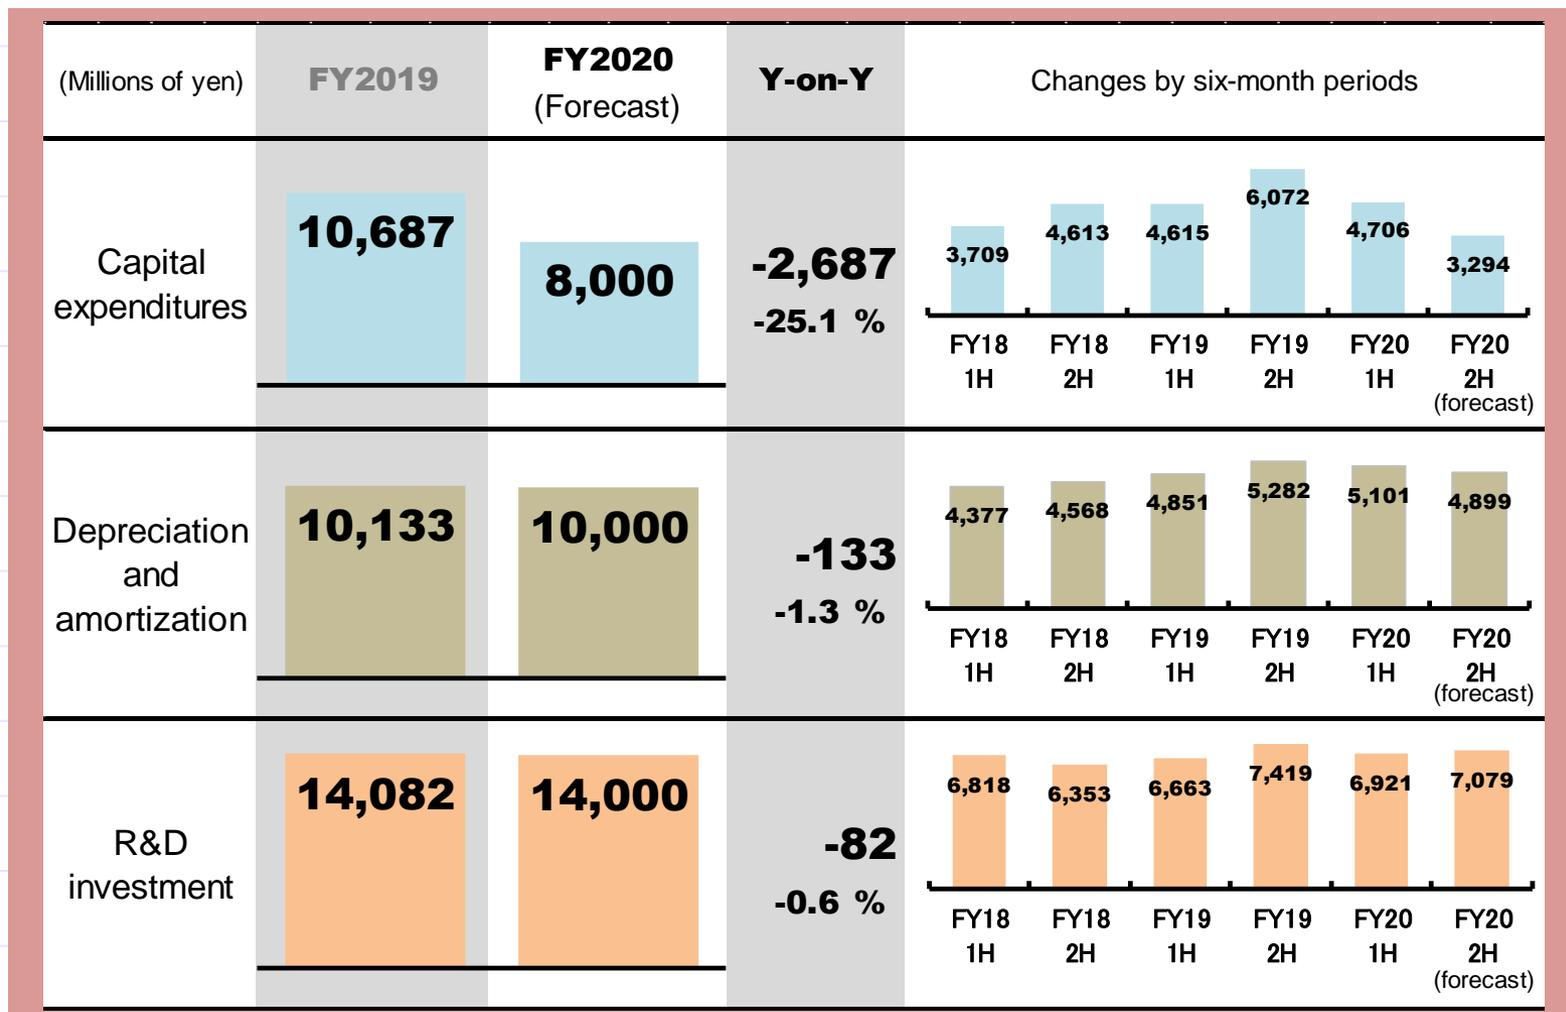 (Millions of yen)
FY2019
FY2020
(Forecast)
Y-on-Y
Changes by six-month periods
Capital
expenditures
10,687
8,000
-2,687
-25.1 %
3,709
4,613
4,615
6,072
4,706
3,294
FY18
1H
FY18
2H
FY19
1H
FY19
2H
FY20
1H
FY20
2H
(forecast)
Depreciation
and
amortization
10,133
10,000
-133
-1.3 %
4,377
4,568
4,851
5,282
5,101
4,899
FY18
1H
FY18
2H
FY19
1H
FY19
2H
FY20
1H
FY20
2H
(forecast)
R&D
investment
14,082
14,000
-82
-0.6 %
6,818
6,353
6,663
7,419
6,921
7,079
FY18
1H
FY18
2H
FY19
1H
FY19
2H
FY20
1H
FY20
2H
(forecast)